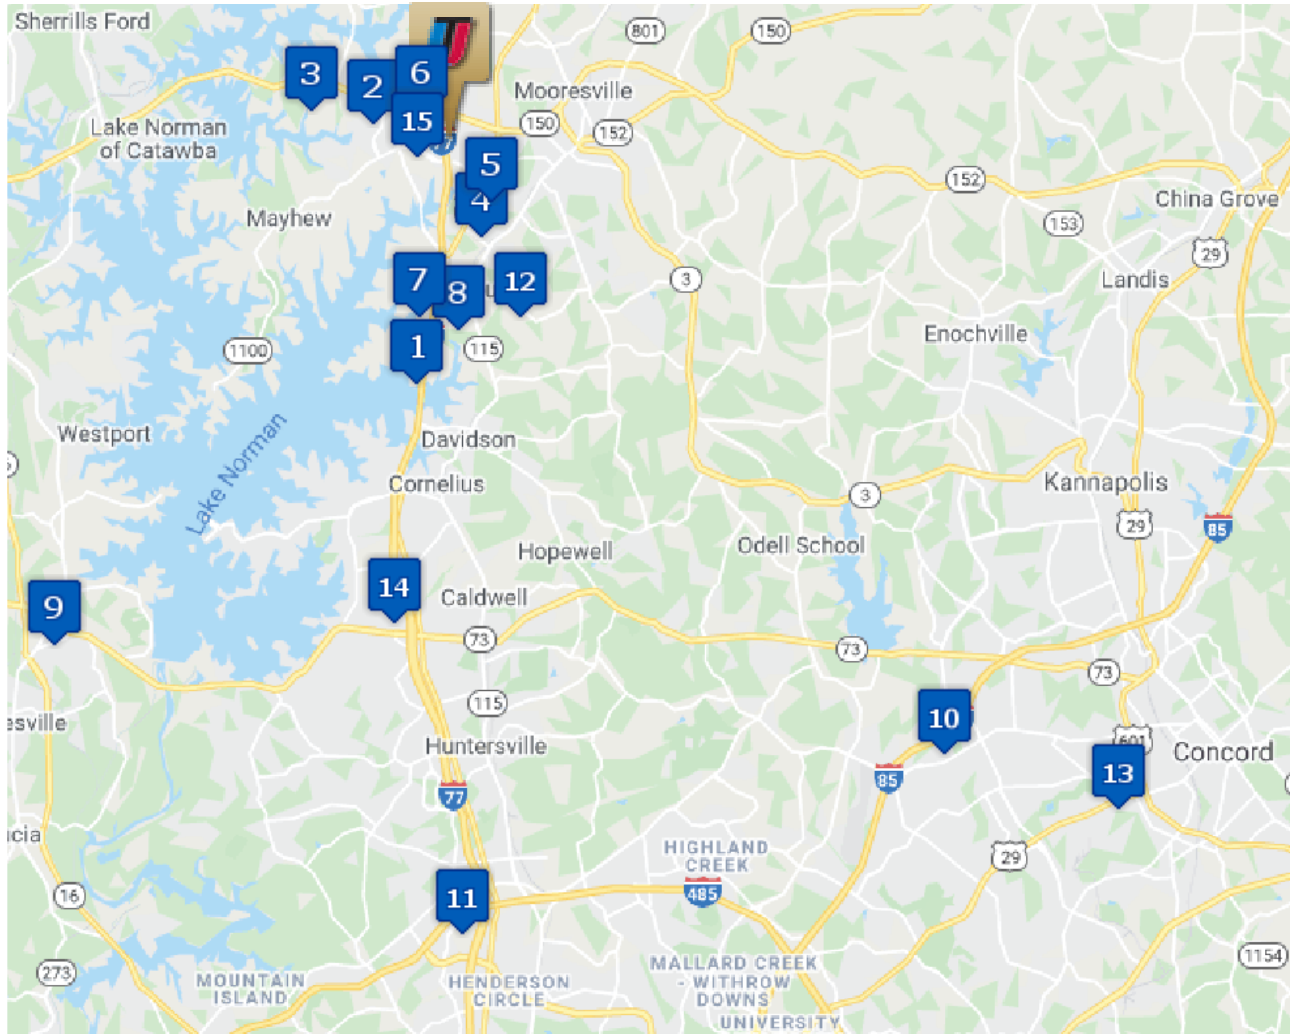 Sherrills Ford
801
150
3
2
6
Mooresville
15
150
152
Lake Norman
of Catawba
5
4
152
China Grove
Mayhew
153
29
7
8
12
3
Landis
Enochville
1
1100
115
Westport
Davidson
Lake Norman
Cornelius
3
Kannapolis
29
85
Hopewell
Odell School
14
Caldwell
9
73
73
73
115
10
esville
Huntersville
601
Concord
13
77
85
ucia
HIGHLAND
CREEK
29
16
11
485
273
MOUNTAIN
ISLAND
HENDERSON
CIRCLE
MALLARD CREEK
- WITHROW
DOWNS
1154
UNIVERSITY